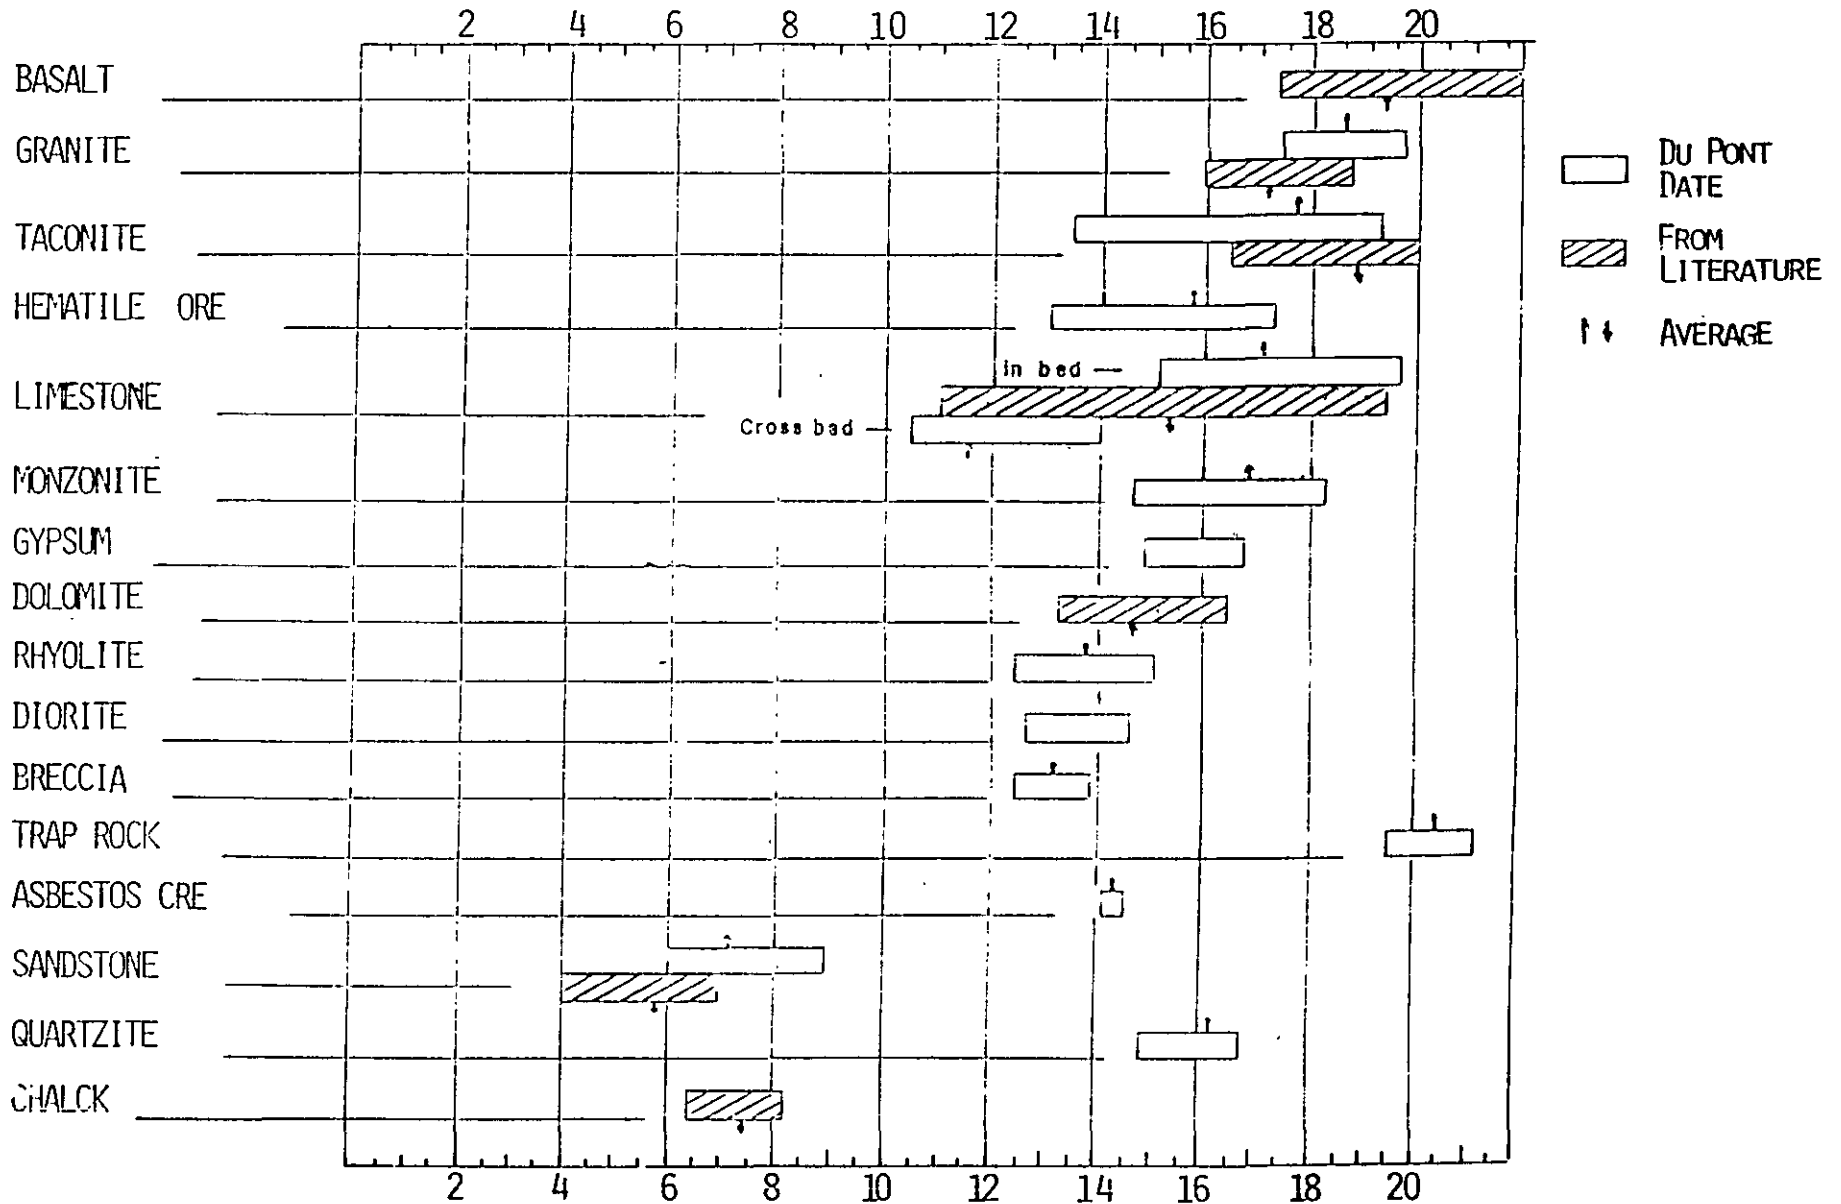 2 4 6 8 10 12 14 16 18 20
BASALT
GRANITE
TACONITE
HEMATILE ORE
In bed
LIMESTONE
Cross bad
MONZONITE
GYPSUM
DOLOMITE
RHYOLITE
DIORITE
BRECCIA
TRAP ROCK
ASBESTOS CRE
SANDSTONE
QUARTZITE
CHALCK
2 4 6 8 10 12 14 16 18 20
DU PONT
DATE
FROM
LITERATURE
AVERAGE